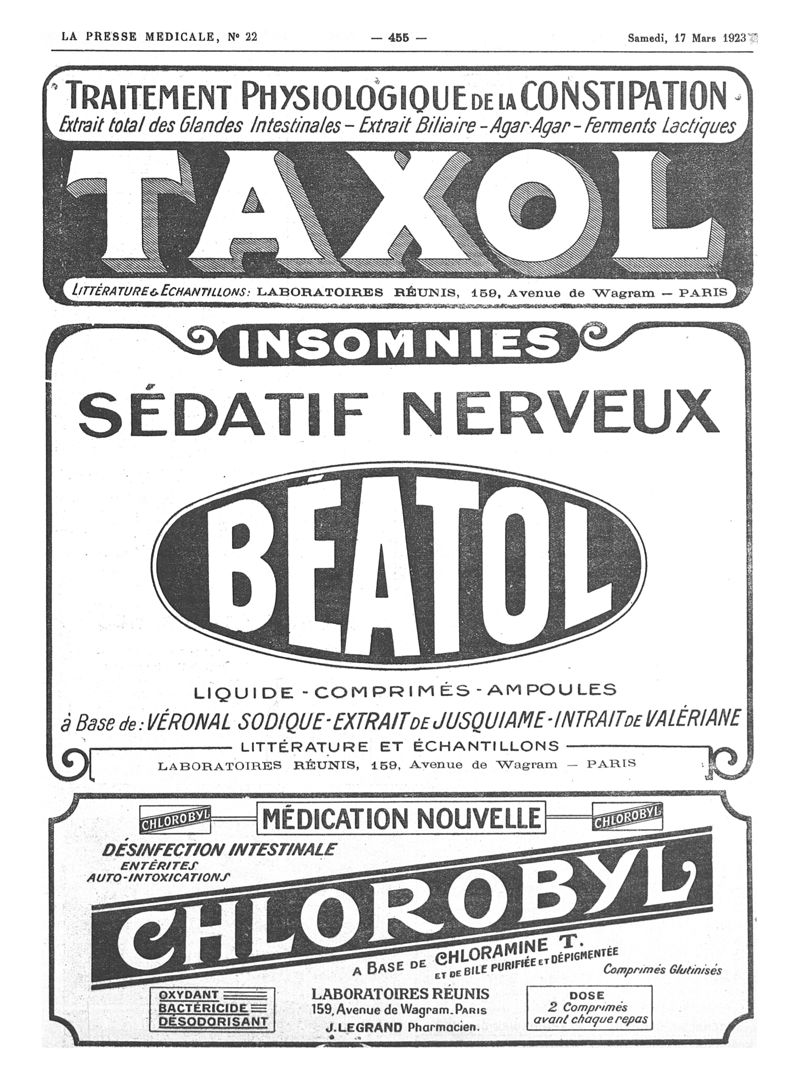 LA PRESSE MEDICALE, Nº 22 — 455 — Samedi, 17 Mars 1923
TRAITEMENT PHYSIOLOGIQUE DE LA CONSTIPATION
Extrait total des Glandes Intestinales – Extrait Biliaire – Agar-Agar – Ferments Lactiques
TAXOL
LITTÉRATURE & ECHANTILLONS: LABORATOIRES RÉUNIS, 159, Avenue de Wagram — PARIS
INSOMNIES
SÉDATIF NERVEUX
BÉATOL
LIQUIDE - COMPRIMÉS - AMPOULES
à Base de: VÉRONAL SODIQUE - EXTRAIT DE JUSQUIAME - INTRAIT DE VALÉRIANE
LITTÉRATURE ET ÉCHANTILLONS
LABORATOIRES RÉUNIS, 159, Avenue de Wagram — PARIS
CHLOROBYL MÉDICATION NOUVELLE CHLOROBYL
DÉSINFECTION INTESTINALE
ENTÉRITES
AUTO-INTOXICATIONS
CHLOROBYL
A BASE DE CHLORAMINE T.
ET DE BILE PURIFIÉE ET DÉPIGMENTÉE
Comprimés Glutinisés
OXYDANT
BACTÉRICIDE
DÉSODORISANT
LABORATOIRES RÉUNIS
159, Avenue de Wagram. PARIS
J. LEGRAND Pharmacien.
DOSE
2 Comprimés
avant chaque repas